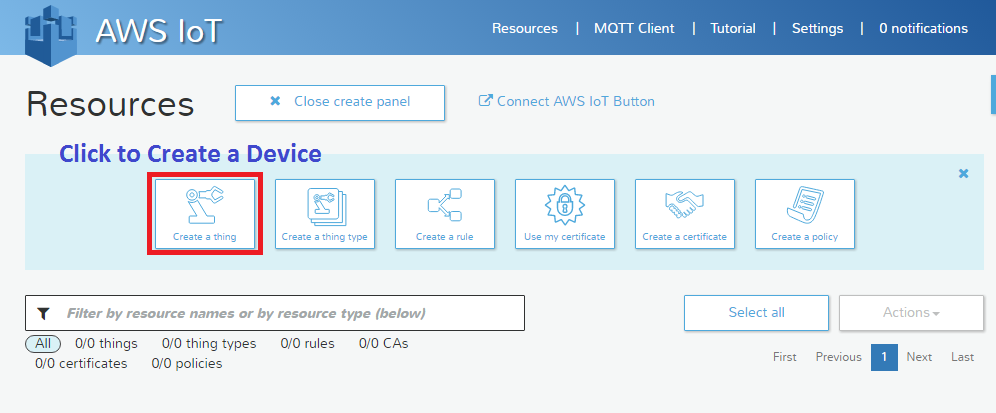 AWS IoT
Resources | MQTT Client | Tutorial | Settings | 0 notifications
Resources
✖ Close create panel
Connect AWS IoT Button
Click to Create a Device
Create a thing
Create a thing type
Create a rule
Use my certificate
Create a certificate
Create a policy
Filter by resource names or by resource type (below)
Select all
Actions
All 0/0 things 0/0 thing types 0/0 rules 0/0 CAs
0/0 certificates 0/0 policies
First Previous 1 Next Last